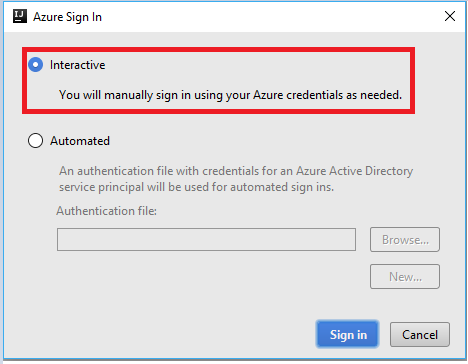 IJ Azure Sign In
Interactive
You will manually sign in using your Azure credentials as needed.
Automated
An authentication file with credentials for an Azure Active Directory
service principal will be used for automated sign ins.
Authentication file:
Browse...
New...
Sign in Cancel